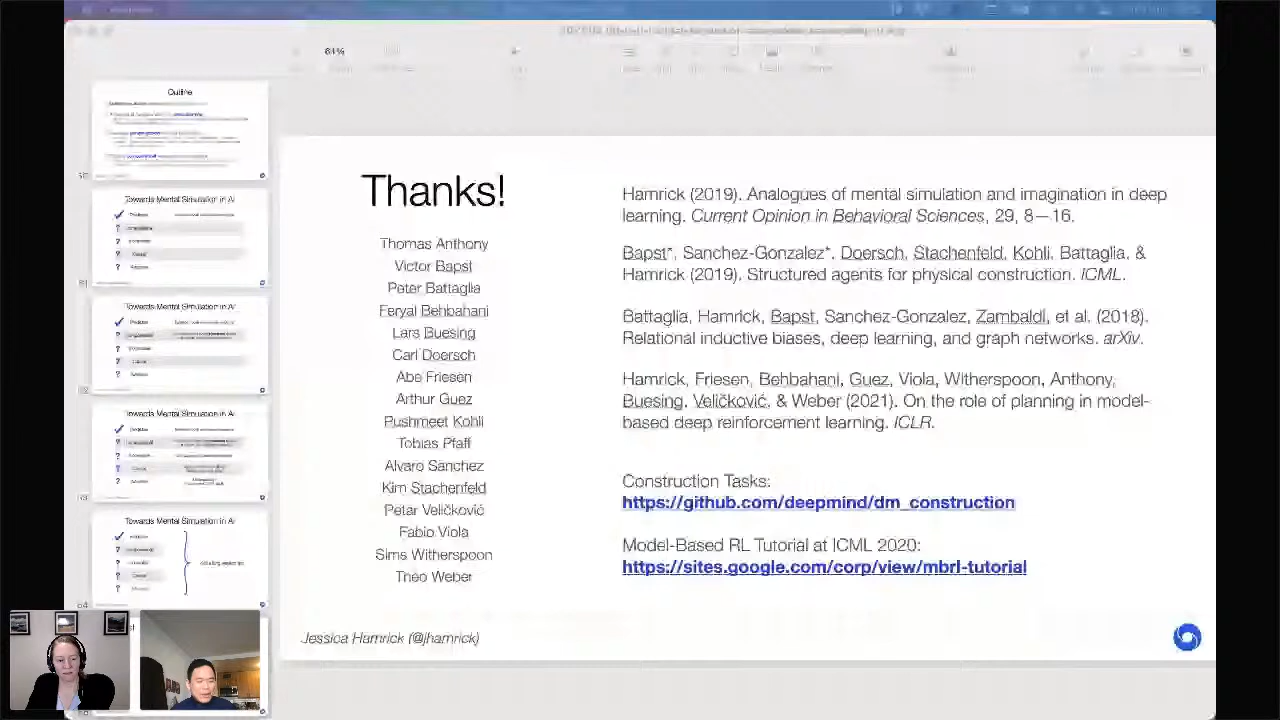 61%
Outline
Towards Mental Simulation in AI
Towards Mental Simulation in AI
Towards Mental Simulation in AI
Towards Mental Simulation in AI
Thanks!
Thomas Anthony
Victor Bapst
Peter Battaglia
Feryal Behbahani
Lars Buesing
Carl Doersch
Abe Friesen
Arthur Guez
Pushmeet Kohli
Tobias Pfaff
Alvaro Sanchez
Kim Stachenfeld
Petar Veličković
Fabio Viola
Sims Witherspoon
Theo Weber
Hamrick (2019). Analogues of mental simulation and imagination in deep
learning. Current Opinion in Behavioral Sciences, 29, 8—16.
Bapst*, Sanchez-Gonzalez*, Doersch, Stachenfeld, Kohli, Battaglia, &
Hamrick (2019). Structured agents for physical construction. ICML.
Battaglia, Hamrick, Bapst, Sanchez-Gonzalez, Zambaldi, et al. (2018).
Relational inductive biases, deep learning, and graph networks. arXiv.
Hamrick, Friesen, Behbahani, Guez, Viola, Witherspoon, Anthony,
Buesing, Veličković, & Weber (2021). On the role of planning in model-
based deep reinforcement learning. ICLR.
Construction Tasks:
https://github.com/deepmind/dm_construction
Model-Based RL Tutorial at ICML 2020:
https://sites.google.com/corp/view/mbrl-tutorial
Jessica Hamrick (@jhamrick)